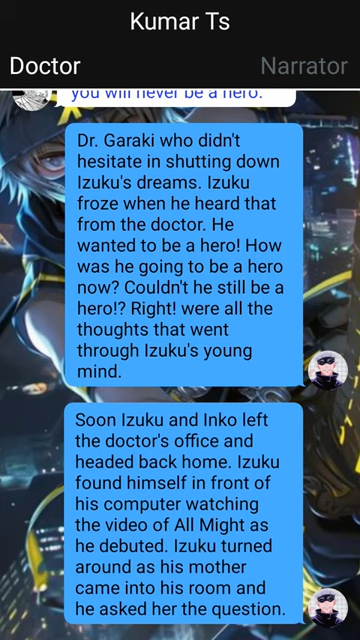 Kumar Ts
Doctor
Narrator
you will never be a hero.
Dr. Garaki who didn't
hesitate in shutting down
Izuku's dreams. Izuku
froze when he heard that
from the doctor. He
wanted to be a hero! How
was he going to be a hero
now? Couldn't he still be a
hero!? Right! were all the
thoughts that went
through Izuku's young
mind.
Soon Izuku and Inko left
the doctor's office and
headed back home. Izuku
found himself in front of
his computer watching
the video of All Might as
he debuted. Izuku turned
around as his mother
came into his room and
he asked her the question.